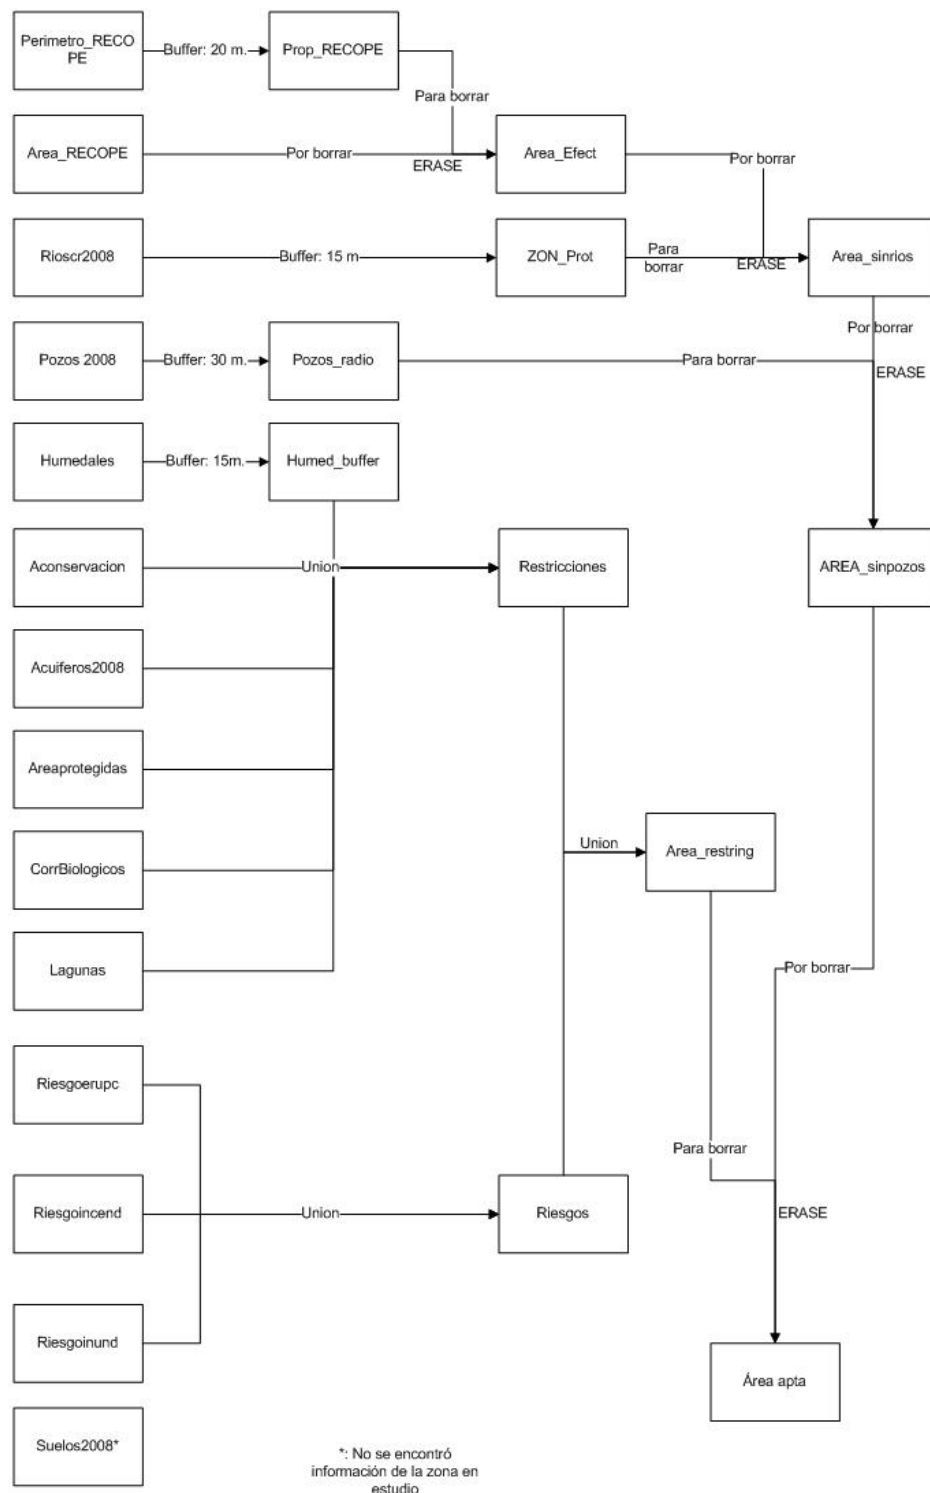 Perimetro_RECO
PE
Buffer: 20 m.
Prop_RECOPE
Para borrar
Area_RECOPE
Por borrar
ERASE
Area_Efect
Por borrar
Rioscr2008
Buffer: 15 m
ZON_Prot
Para
borrar
ERASE
Area_sinrios
Por borrar
Pozos 2008
Buffer: 30 m.
Pozos_radio
Para borrar
ERASE
Humedales
Buffer: 15m.
Humed_buffer
Aconservacion
Union
Restricciones
AREA_sinpozos
Acuiferos2008
Areaprotegidas
CorrBiologicos
Union
Area_restring
Lagunas
Por borrar
Riesgoerupc
Para borrar
Riesgoincend
Union
Riesgos
ERASE
Riesgoinund
Área apta
Suelos2008*
*: No se encontró
información de la zona en
estudio